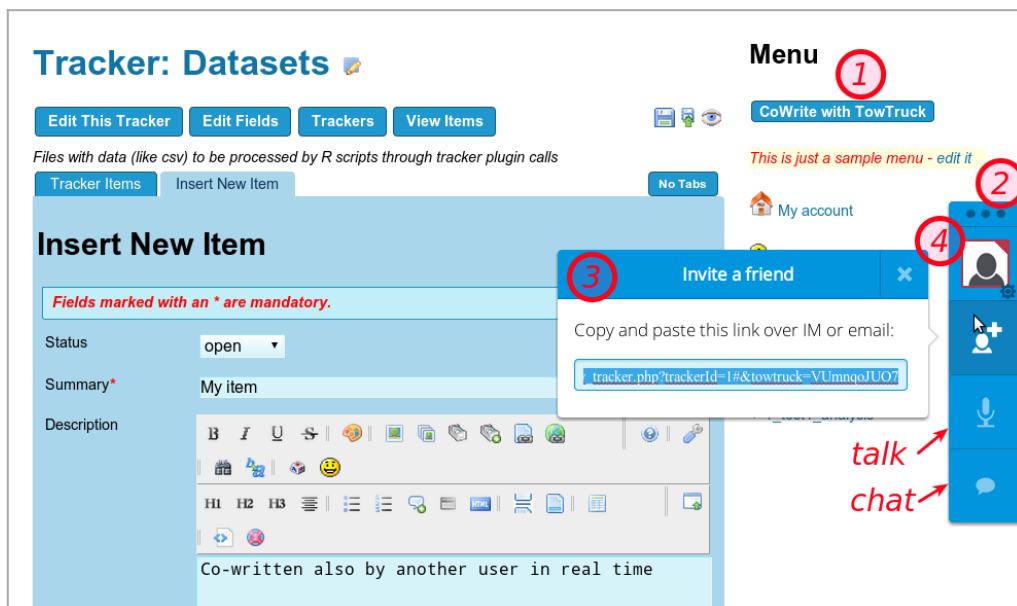 Tracker: Datasets
Menu
1
Edit This Tracker Edit Fields Trackers View Items
CoWrite with TowTruck
Files with data (like csv) to be processed by R scripts through tracker plugin calls
This is just a sample menu - edit it
Tracker Items Insert New Item No Tabs
2
My account
Insert New Item
4
3 Invite a friend ×
Fields marked with an * are mandatory.
Copy and paste this link over IM or email:
Status open
_tracker.php?trackerId=1#&towtruck=VUmnqoJUO7
Summary* My item
Description
B I U S
talk
chat
H1 H2 H3 HTML
Co-written also by another user in real time